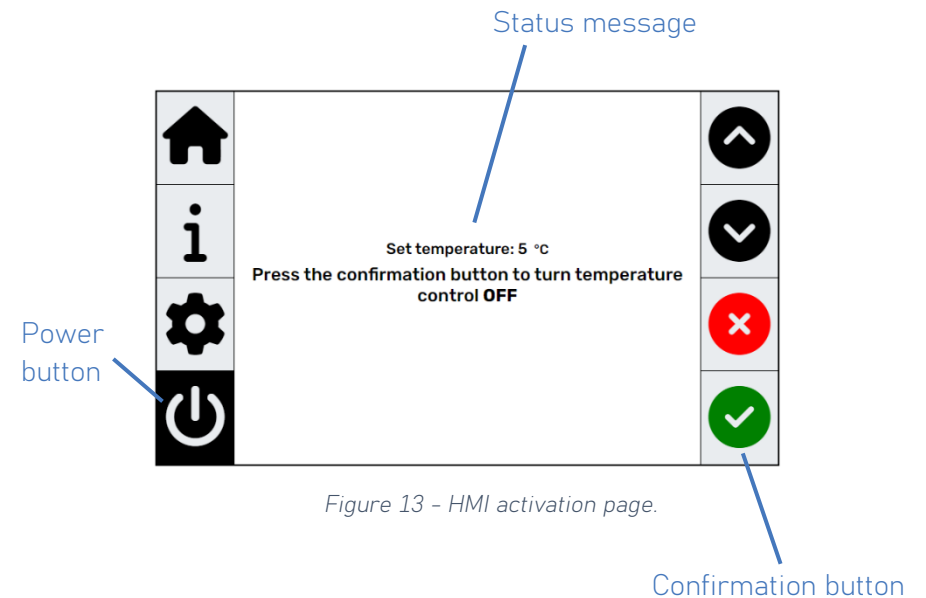 Status message
Set temperature: 5 °C
Press the confirmation button to turn temperature
control OFF
Power
button
Figure 13 - HMI activation page.
Confirmation button